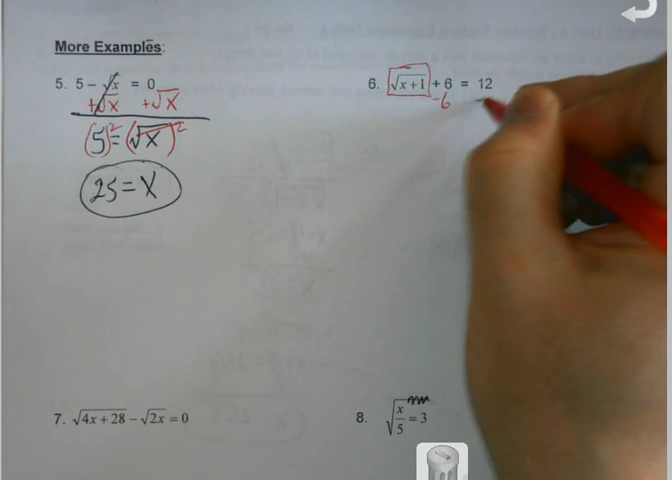 More Examples:
5. 5 − √x = 0
+√x +√x
(5)² = (√x)²
25 = x
6. √x + 1 + 6 = 12
-6 -
7. √4x + 28 − √2x = 0
8. √x/5 = 3